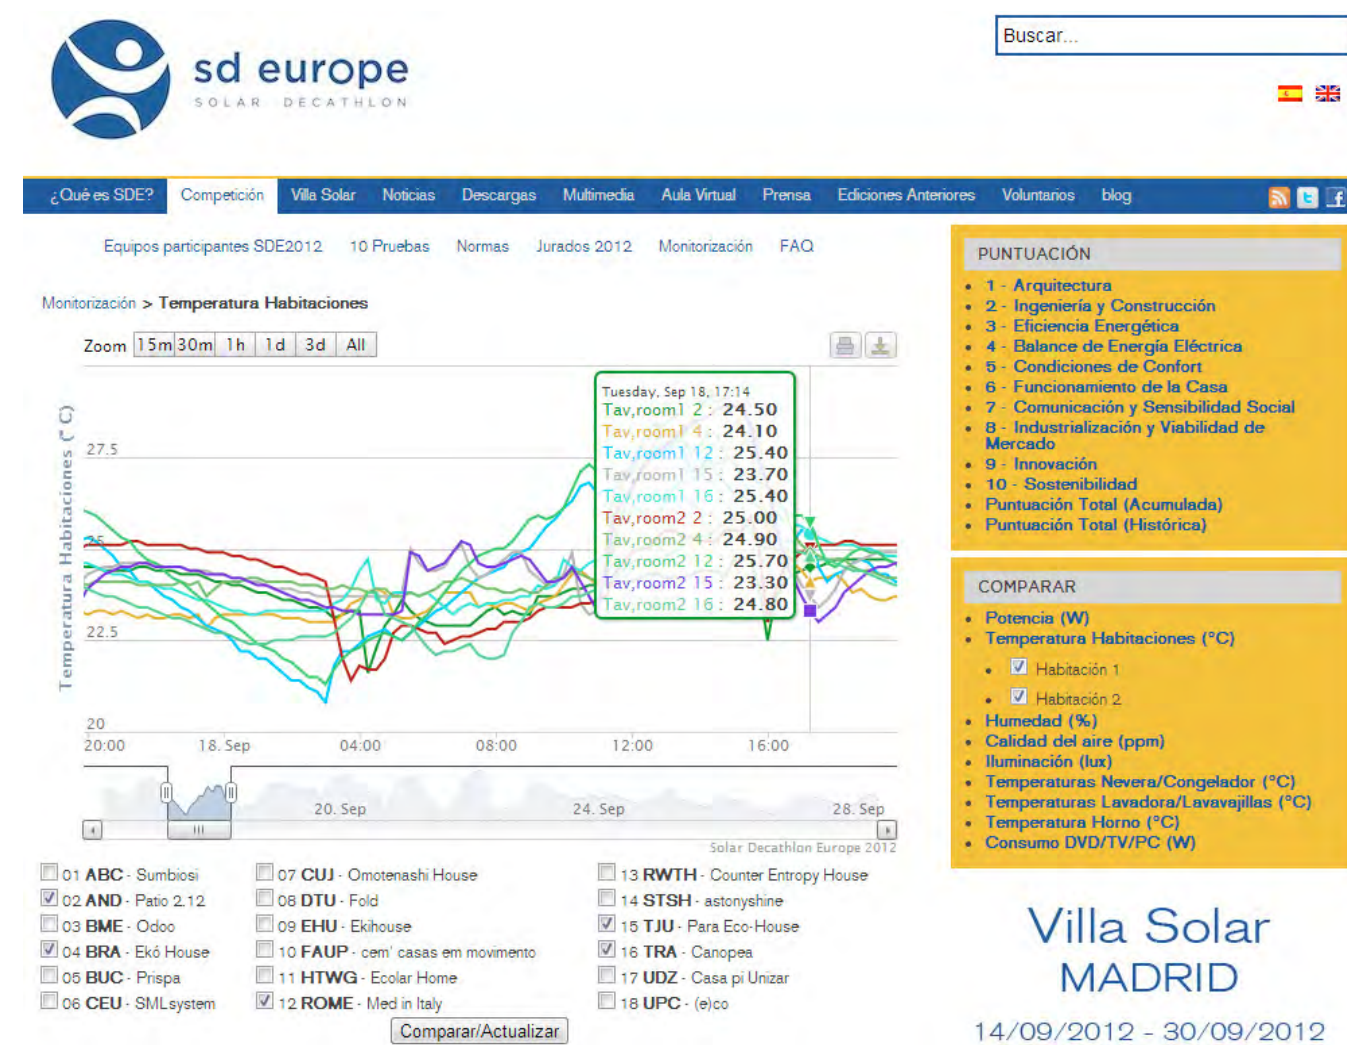 sd europe
SOLAR DECATHLON
Buscar...
¿Qué es SDE? Competición Villa Solar Noticias Descargas Multimedia Aula Virtual Prensa Ediciones Anteriores Voluntarios blog
Equipos participantes SDE2012 10 Pruebas Normas Jurados 2012 Monitorización FAQ
Monitorización > Temperatura Habitaciones
Zoom 15m 30m 1h 1d 3d All
Temperatura Habitaciones (°C)
27.5
25
22.5
20
Tuesday, Sep 18, 17:14
Tav,room1 2 : 24.50
Tav,room1 4 : 24.10
Tav,room1 12 : 25.40
Tav,room1 15 : 23.70
Tav,room1 16 : 25.40
Tav,room2 2 : 25.00
Tav,room2 4 : 24.90
Tav,room2 12 : 25.70
Tav,room2 15 : 23.30
Tav,room2 16 : 24.80
20:00 18. Sep 04:00 08:00 12:00 16:00
20. Sep 24. Sep 28. Sep
Solar Decathlon Europe 2012
01 ABC - Sumbiosi
02 AND - Patio 2.12
03 BME - Odoo
04 BRA - Ekó House
05 BUC - Prispa
06 CEU - SMLsystem
07 CUJ - Omotenashi House
08 DTU - Fold
09 EHU - Ekihouse
10 FAUP - cem' casas em movimento
11 HTWG - Ecolar Home
12 ROME - Med in Italy
13 RWTH - Counter Entropy House
14 STSH - astonyshine
15 TJU - Para Eco-House
16 TRA - Canopea
17 UDZ - Casa pi Unizar
18 UPC - (e)co
Comparar/Actualizar
PUNTUACIÓN
1 - Arquitectura
2 - Ingeniería y Construcción
3 - Eficiencia Energética
4 - Balance de Energía Eléctrica
5 - Condiciones de Confort
6 - Funcionamiento de la Casa
7 - Comunicación y Sensibilidad Social
8 - Industrialización y Viabilidad de
Mercado
9 - Innovación
10 - Sostenibilidad
Puntuación Total (Acumulada)
Puntuación Total (Histórica)
COMPARAR
Potencia (W)
Temperatura Habitaciones (°C)
Habitación 1
Habitación 2
Humedad (%)
Calidad del aire (ppm)
Iluminación (lux)
Temperaturas Nevera/Congelador (°C)
Temperaturas Lavadora/Lavavajillas (°C)
Temperatura Horno (°C)
Consumo DVD/TV/PC (W)
Villa Solar
MADRID
14/09/2012 - 30/09/2012